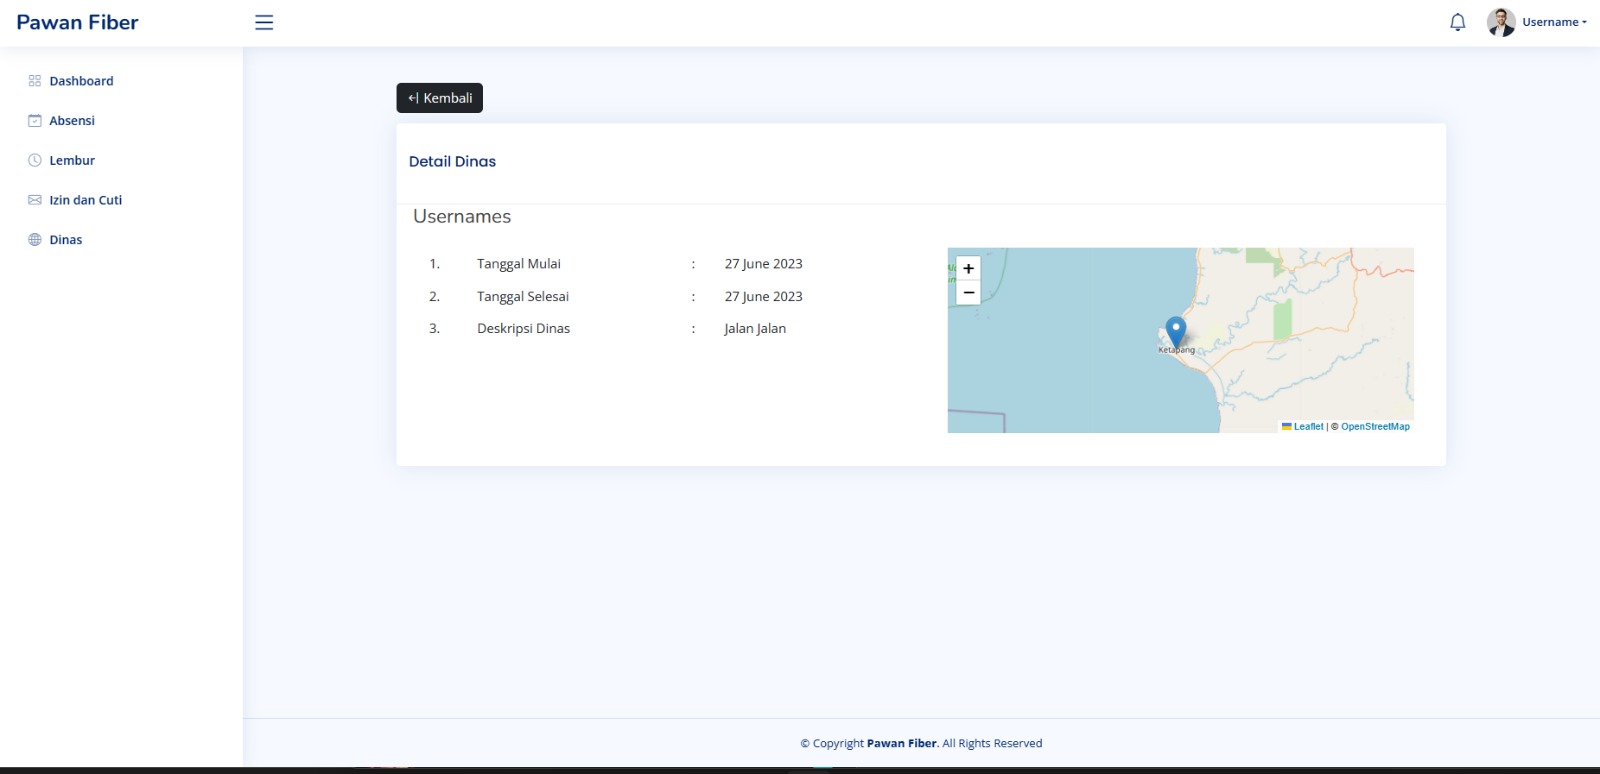 Pawan Fiber
Username
Dashboard
Absensi
Lembur
Izin dan Cuti
Dinas
Kembali
Detail Dinas
Usernames
1. Tanggal Mulai : 27 June 2023
2. Tanggal Selesai : 27 June 2023
3. Deskripsi Dinas : Jalan Jalan
+
−
Ketapang
Leaflet | © OpenStreetMap
© Copyright Pawan Fiber. All Rights Reserved